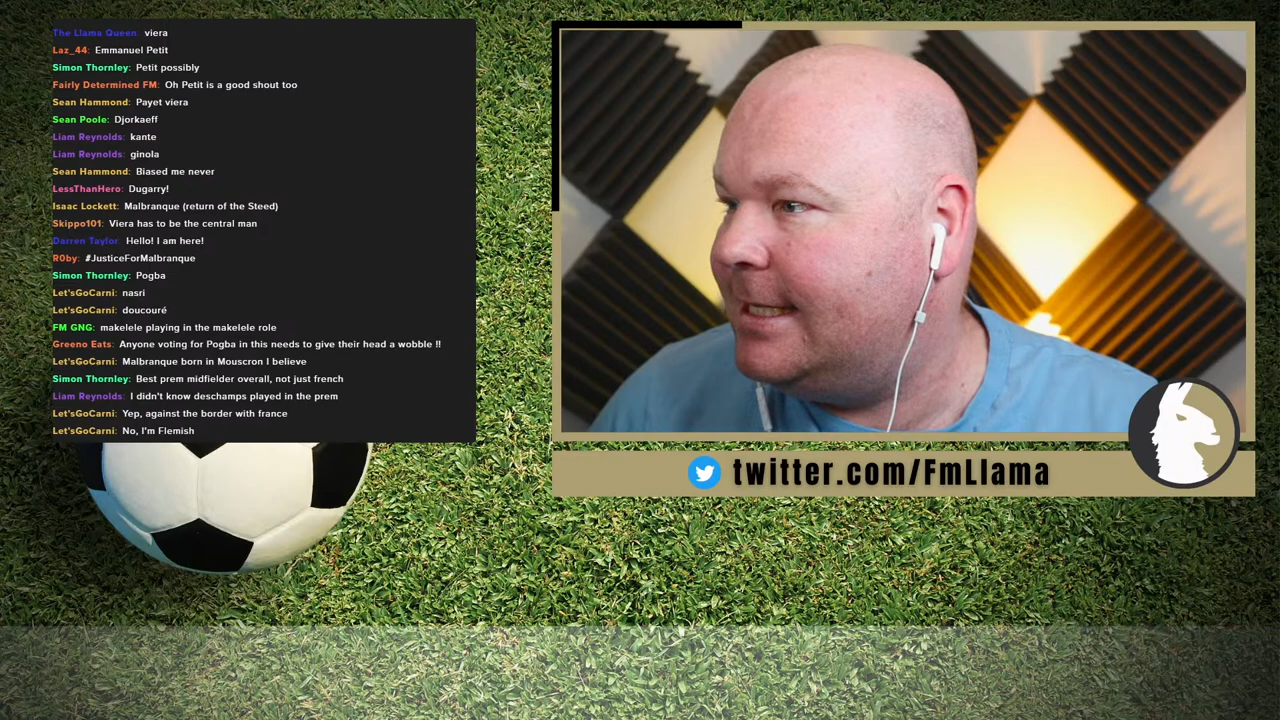 The Llama Queen: viera
Laz_44: Emmanuel Petit
Simon Thornley: Petit possibly
Fairly Determined FM: Oh Petit is a good shout too
Sean Hammond: Payet viera
Sean Poole: Djorkaeff
Liam Reynolds: kante
Liam Reynolds: ginola
Sean Hammond: Biased me never
LessThanHero: Dugarry!
Isaac Lockett: Malbranque (return of the Steed)
Skippo101: Viera has to be the central man
Darren Taylor: Hello! I am here!
R0by: #JusticeForMalbranque
Simon Thornley: Pogba
Let'sGoCarni: nasri
Let'sGoCarni: doucouré
FM GNG: makelele playing in the makelele role
Greeno Eats: Anyone voting for Pogba in this needs to give their head a wobble !!
Let'sGoCarni: Malbranque born in Mouscron I believe
Simon Thornley: Best prem midfielder overall, not just french
Liam Reynolds: I didn't know deschamps played in the prem
Let'sGoCarni: Yep, against the border with france
Let'sGoCarni: No, I'm Flemish
twitter.com/FmLlama